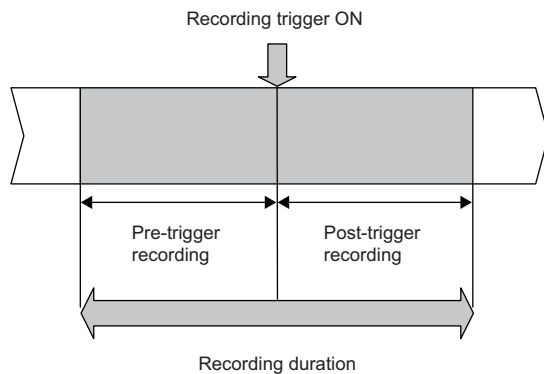 Recording trigger ON
Pre-trigger
recording
Post-trigger
recording
Recording duration